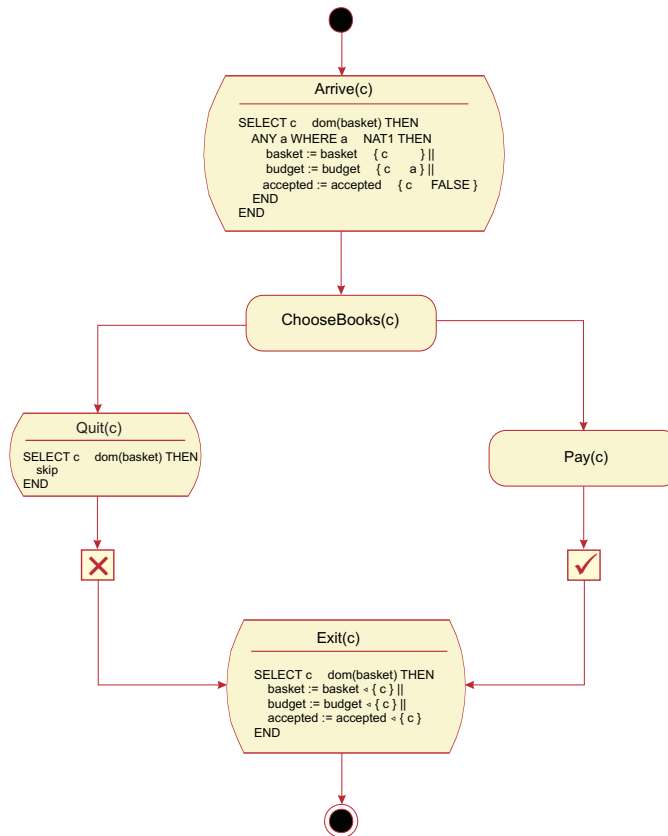 Arrive(c)
SELECT c dom(basket) THEN
ANY a WHERE a NAT1 THEN
basket := basket { c } ||
budget := budget { c a } ||
accepted := accepted { c FALSE }
END
END
ChooseBooks(c)
Quit(c)
SELECT c dom(basket) THEN
skip
END
Pay(c)
Exit(c)
SELECT c dom(basket) THEN
basket := basket ◃ { c } ||
budget := budget ◃ { c } ||
accepted := accepted ◃ { c }
END